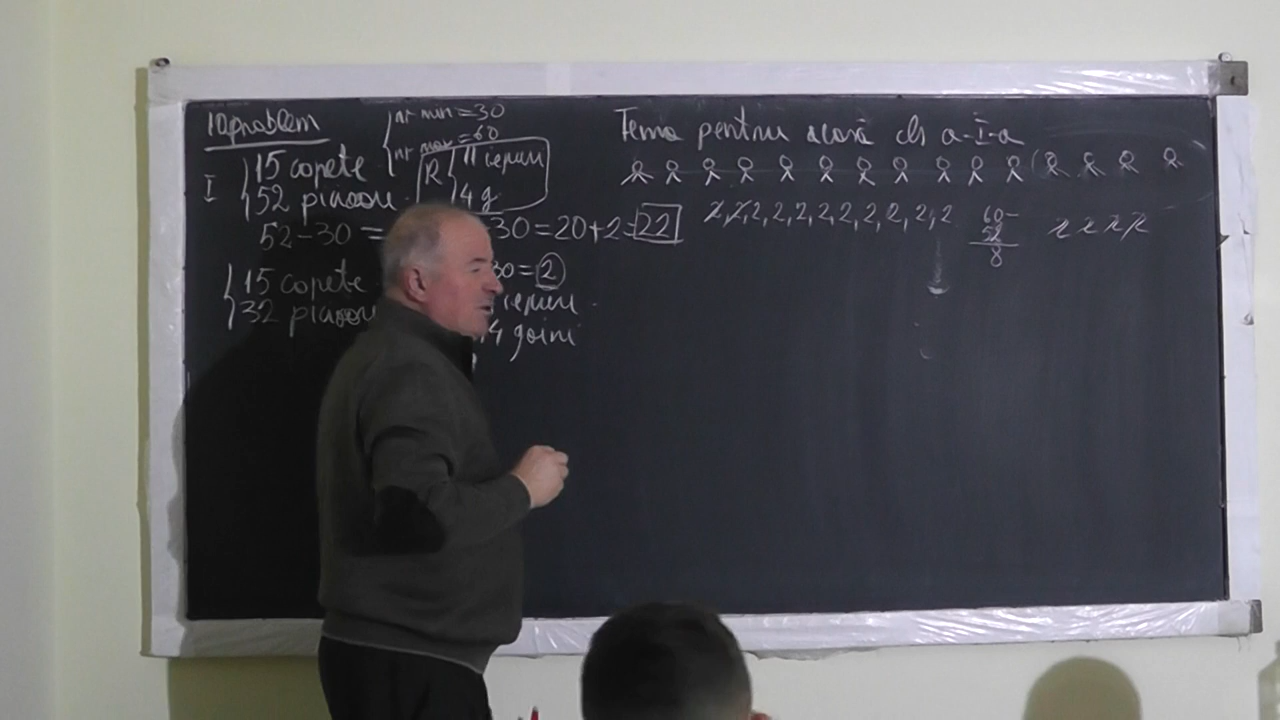 problem
nr min = 30
nr max = 60
I
15 capete
52 picioare
R
11 iepuri
4 g
52-30 =
30=20+2=22
15 capete
32 picioare
30=2
iepuri
4 găini
Tema pentru acasă cls a-I-a
2,2,2,2,2,2,2,2,2,2,2
60-
52
8
2 2 2 2